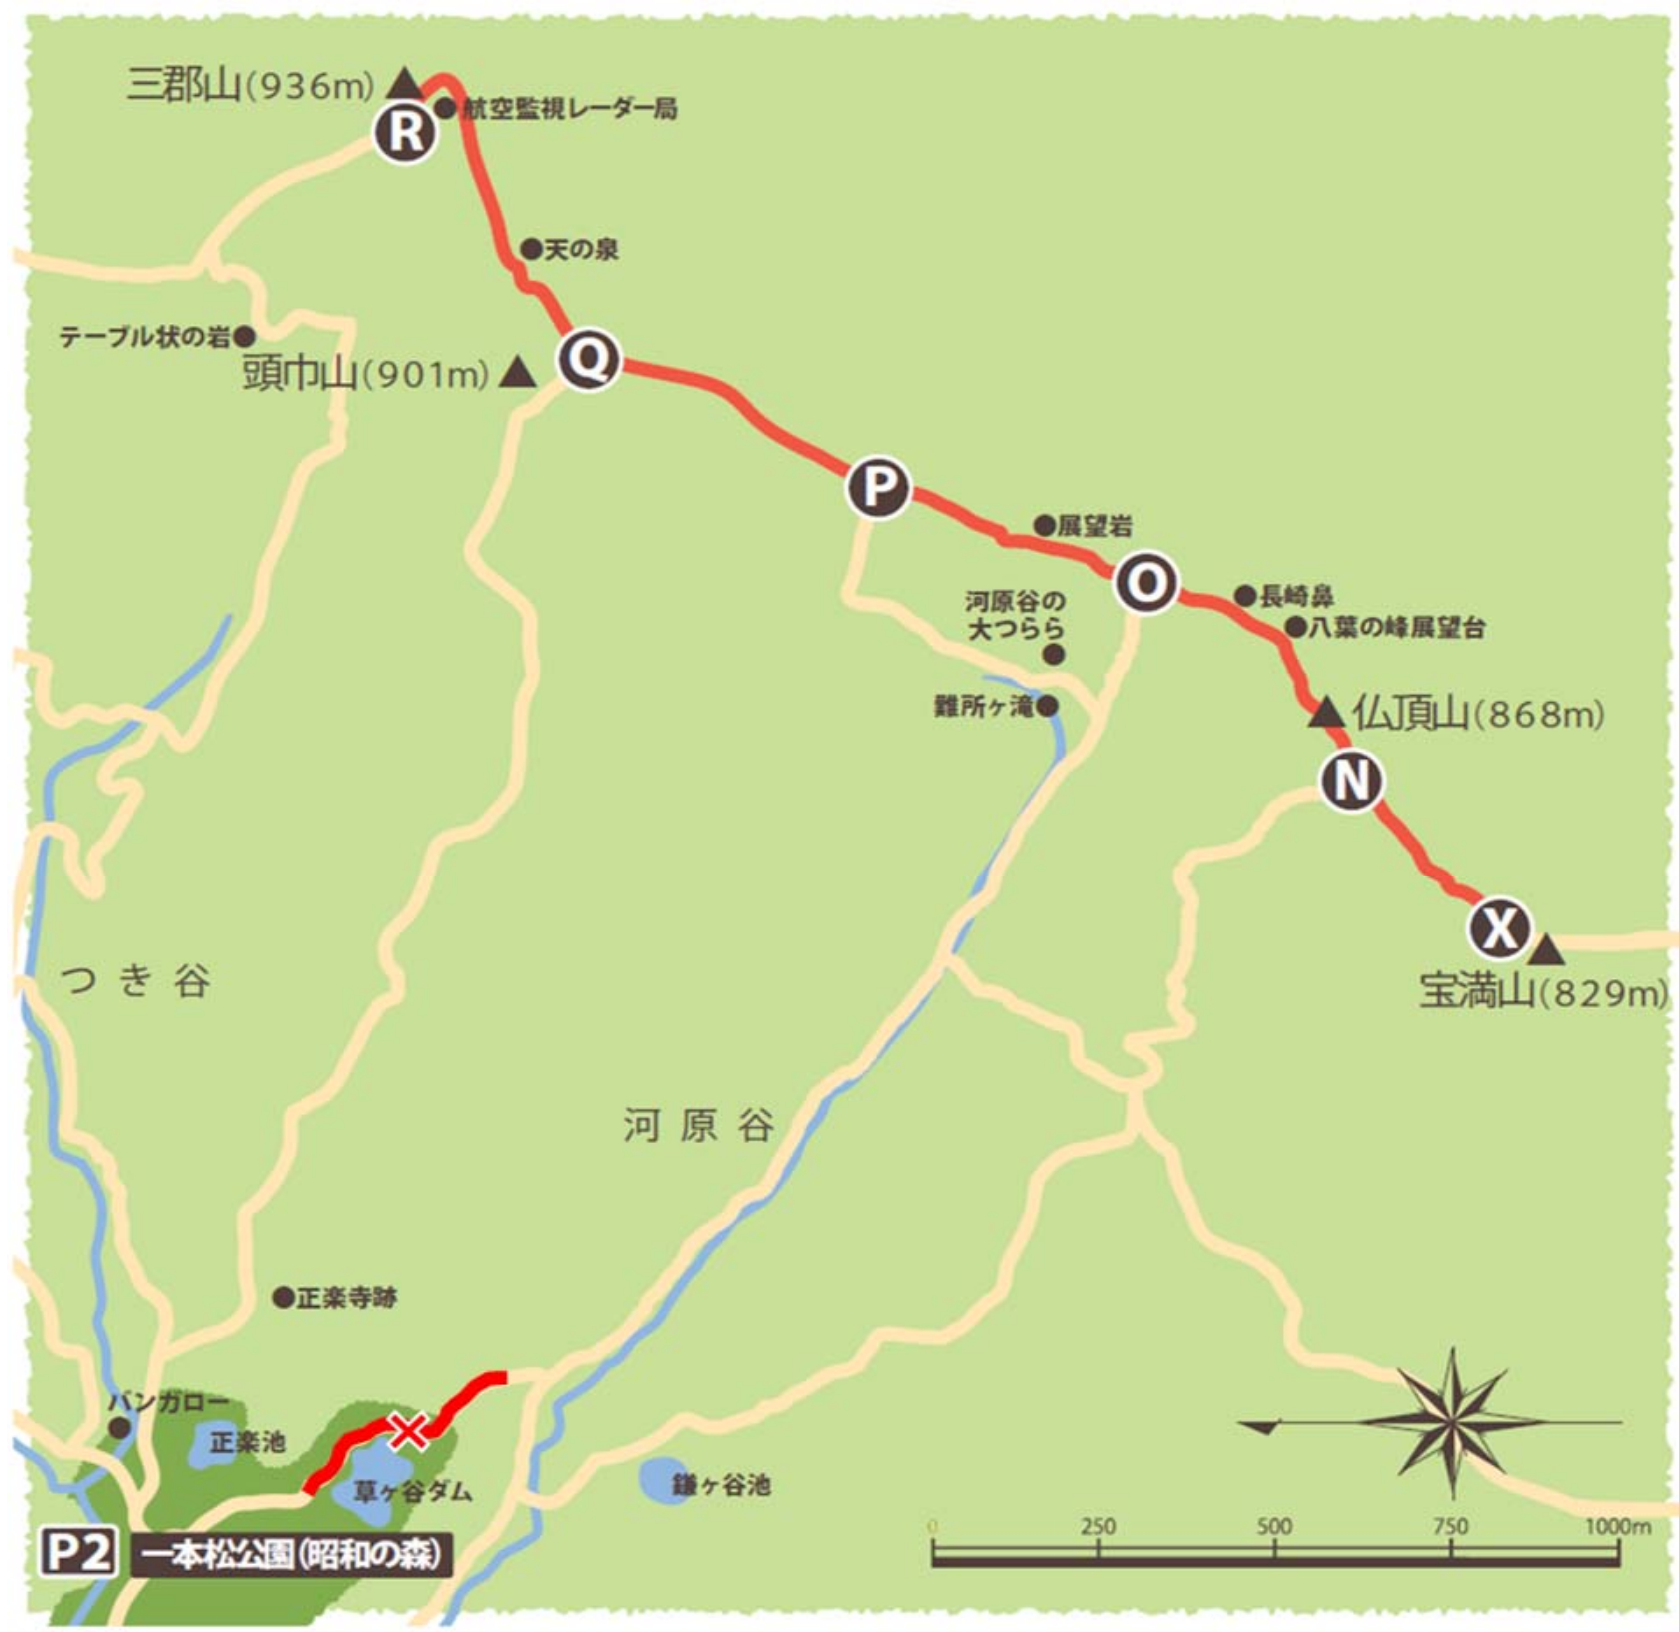 三郡山(936m)
R
航空監視レーダー局
天の泉
テーブル状の岩
頭巾山(901m)
Q
P
展望岩
O
長崎鼻
八葉の峰展望台
河原谷の
大つらら
難所ヶ滝
仏頂山(868m)
N
X
宝満山(829m)
つき谷
河原谷
正楽寺跡
バンガロー
正楽池
草ヶ谷ダム
鎌ヶ谷池
P2 一本松公園(昭和の森)
0 250 500 750 1000m